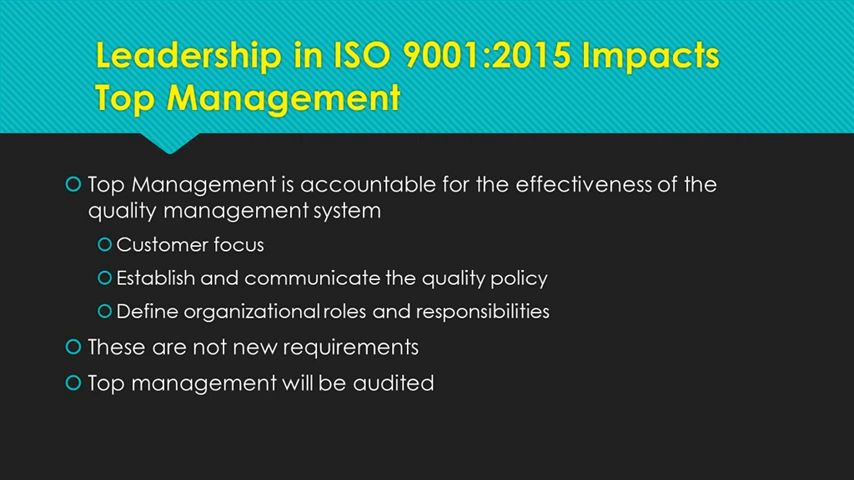 Leadership in ISO 9001:2015 Impacts
Top Management
Top Management is accountable for the effectiveness of the
quality management system
Customer focus
Establish and communicate the quality policy
Define organizational roles and responsibilities
These are not new requirements
Top management will be audited